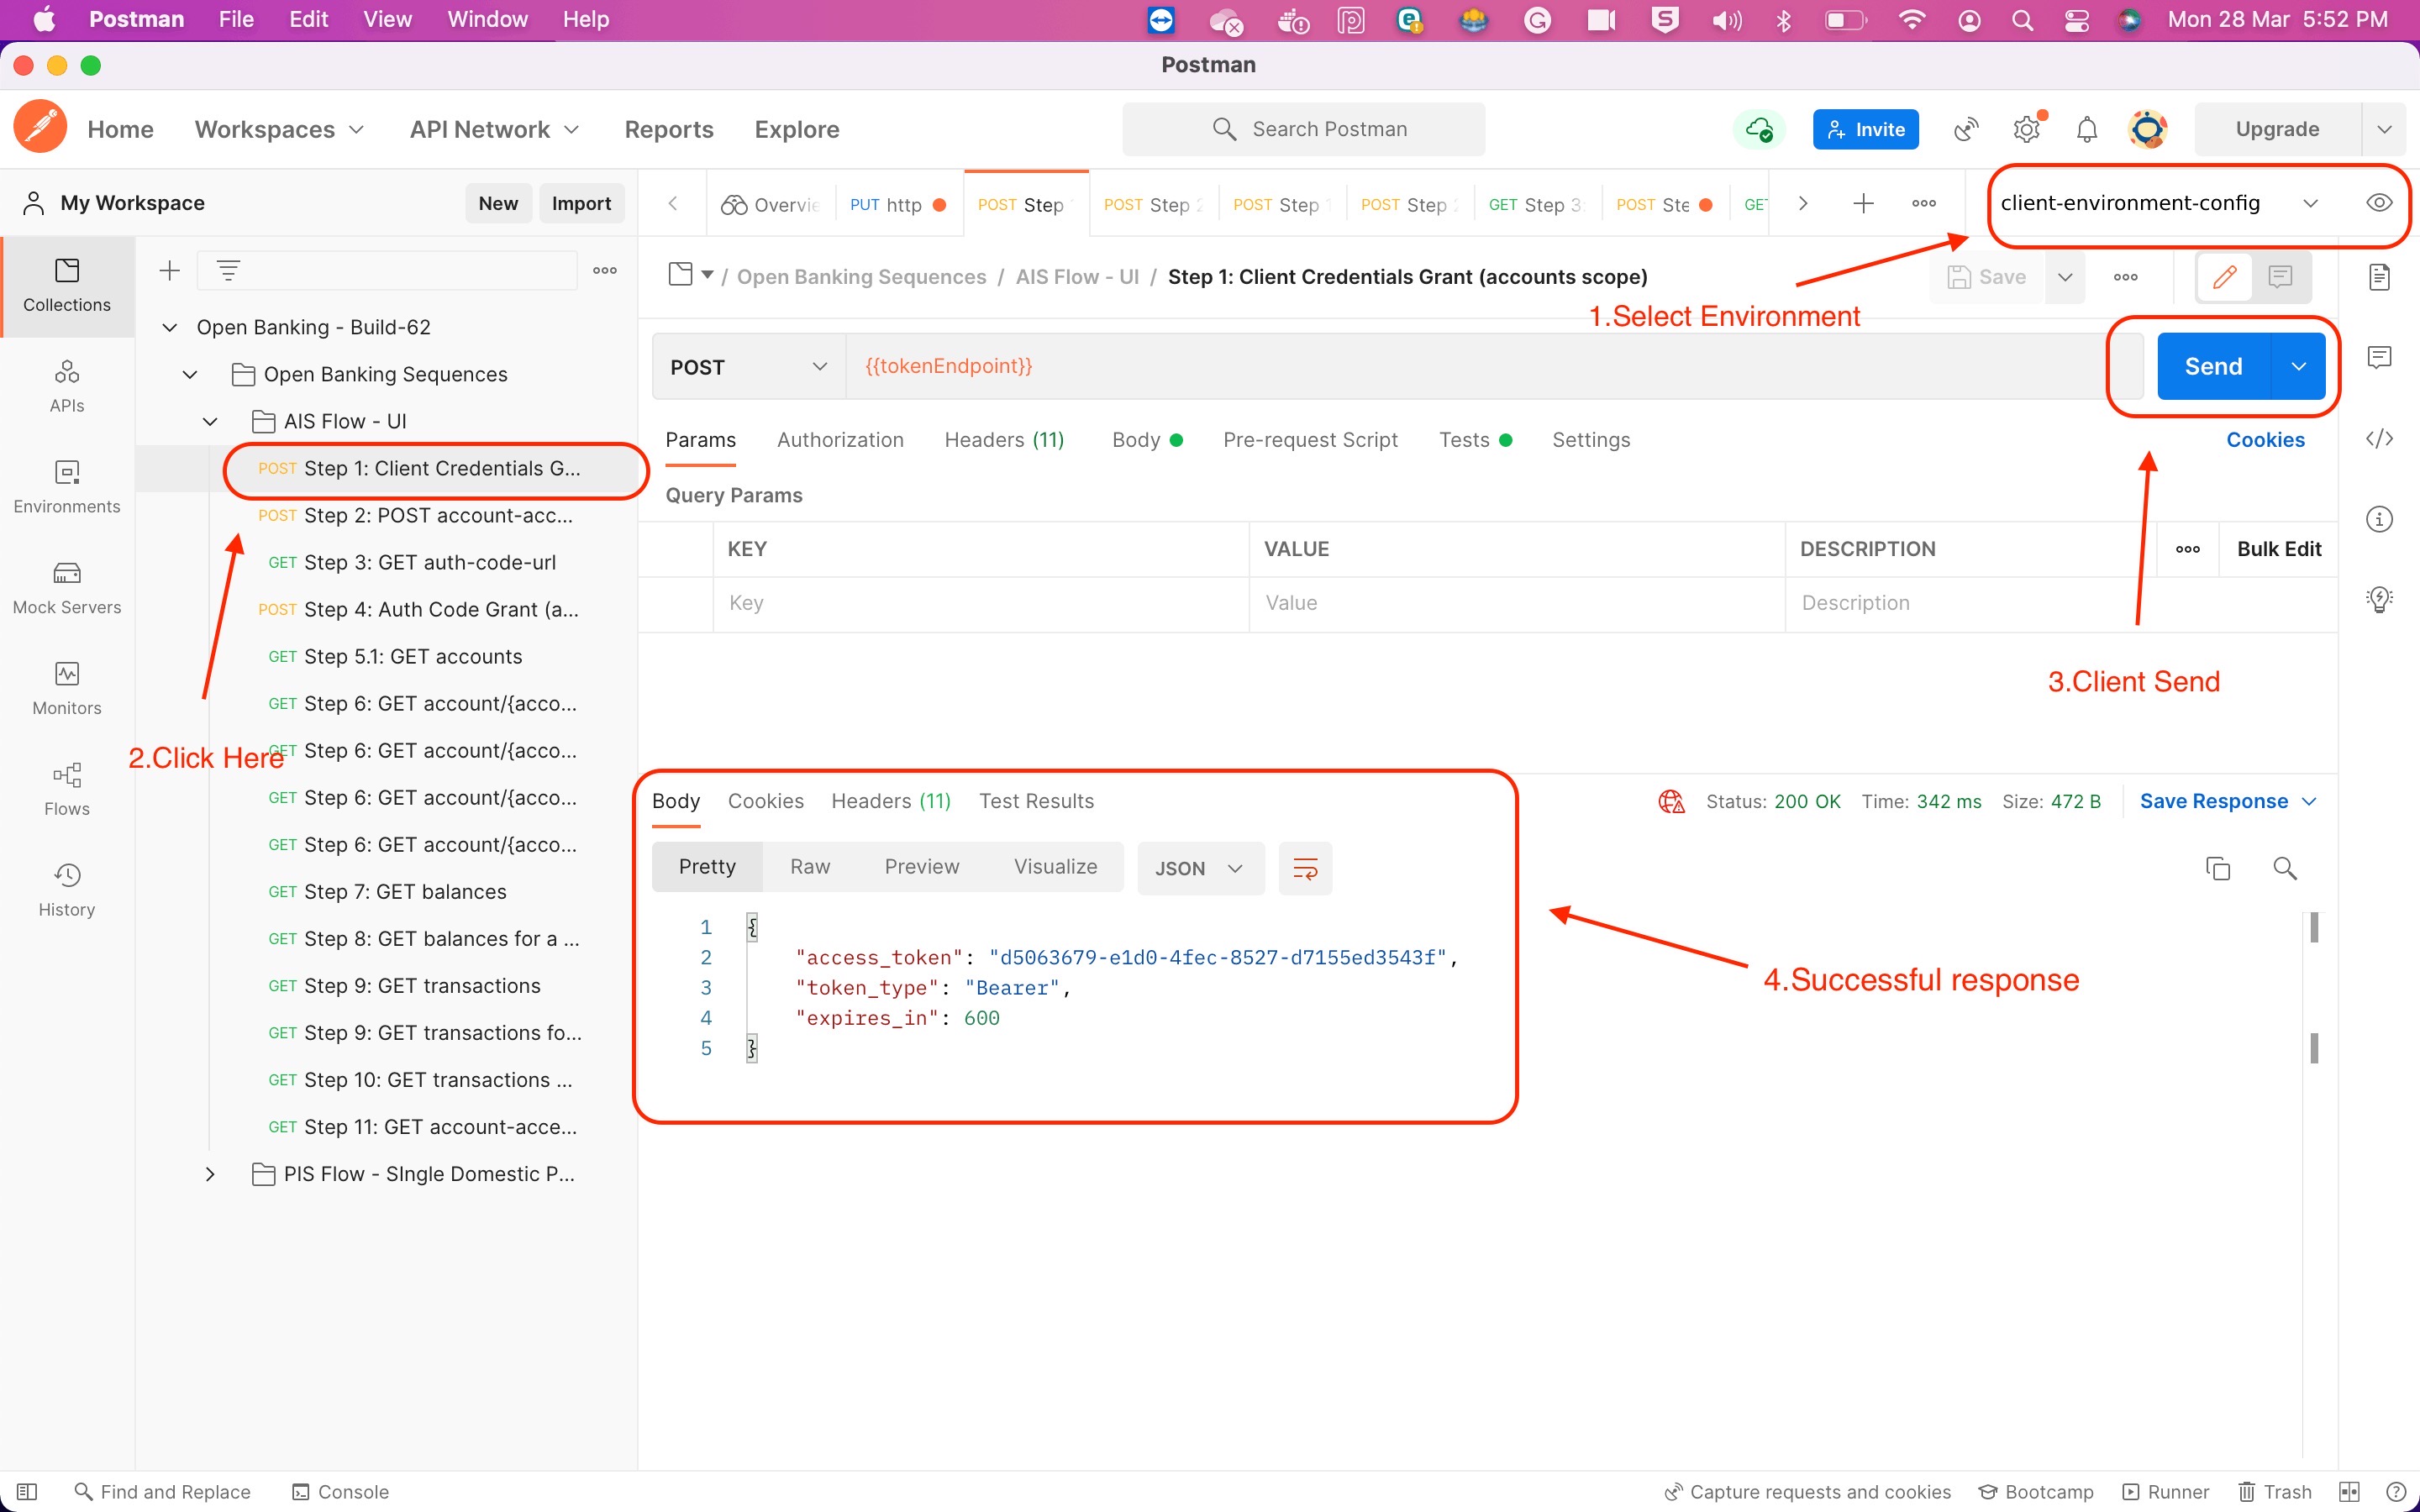 Postman File Edit View Window Help Mon 28 Mar 5:52 PM
Postman
Home Workspaces API Network Reports Explore Search Postman Invite Upgrade
My Workspace New Import
Overvie PUT http POST Step POST Step 2 POST Step 1 POST Step 2 GET Step 3: POST Ste GET client-environment-config
Open Banking Sequences / AIS Flow - UI / Step 1: Client Credentials Grant (accounts scope) Save
1.Select Environment
POST {{tokenEndpoint}} Send
Params Authorization Headers (11) Body Pre-request Script Tests Settings Cookies
Query Params
KEY VALUE DESCRIPTION Bulk Edit
Key Value Description
3.Client Send
Collections
APIs
Environments
Mock Servers
Monitors
Flows
History
Open Banking - Build-62
Open Banking Sequences
AIS Flow - UI
POST Step 1: Client Credentials G...
POST Step 2: POST account-acc...
GET Step 3: GET auth-code-url
POST Step 4: Auth Code Grant (a...
GET Step 5.1: GET accounts
GET Step 6: GET account/{acco...
2.Click Here
GET Step 6: GET account/{acco...
GET Step 6: GET account/{acco...
GET Step 6: GET account/{acco...
GET Step 7: GET balances
GET Step 8: GET balances for a ...
GET Step 9: GET transactions
GET Step 9: GET transactions fo...
GET Step 10: GET transactions ...
GET Step 11: GET account-acce...
PIS Flow - SIngle Domestic P...
Body Cookies Headers (11) Test Results Status: 200 OK Time: 342 ms Size: 472 B Save Response
Pretty Raw Preview Visualize JSON
1 {
2 "access_token": "d5063679-e1d0-4fec-8527-d7155ed3543f",
3 "token_type": "Bearer",
4 "expires_in": 600
5 }
4.Successful response
Find and Replace Console Capture requests and cookies Bootcamp Runner Trash